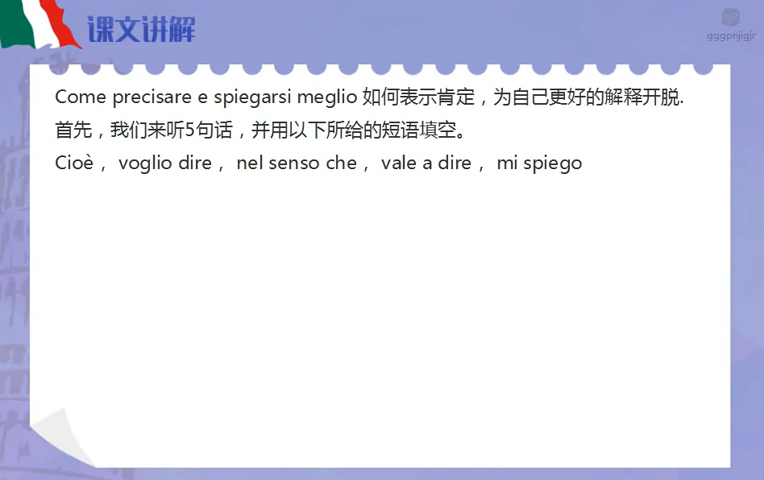 课文讲解
gggpnjigjr
Come precisare e spiegarsi meglio 如何表示肯定，为自己更好的解释开脱.
首先，我们来听5句话，并用以下所给的短语填空。
Cioè， voglio dire， nel senso che， vale a dire， mi spiego